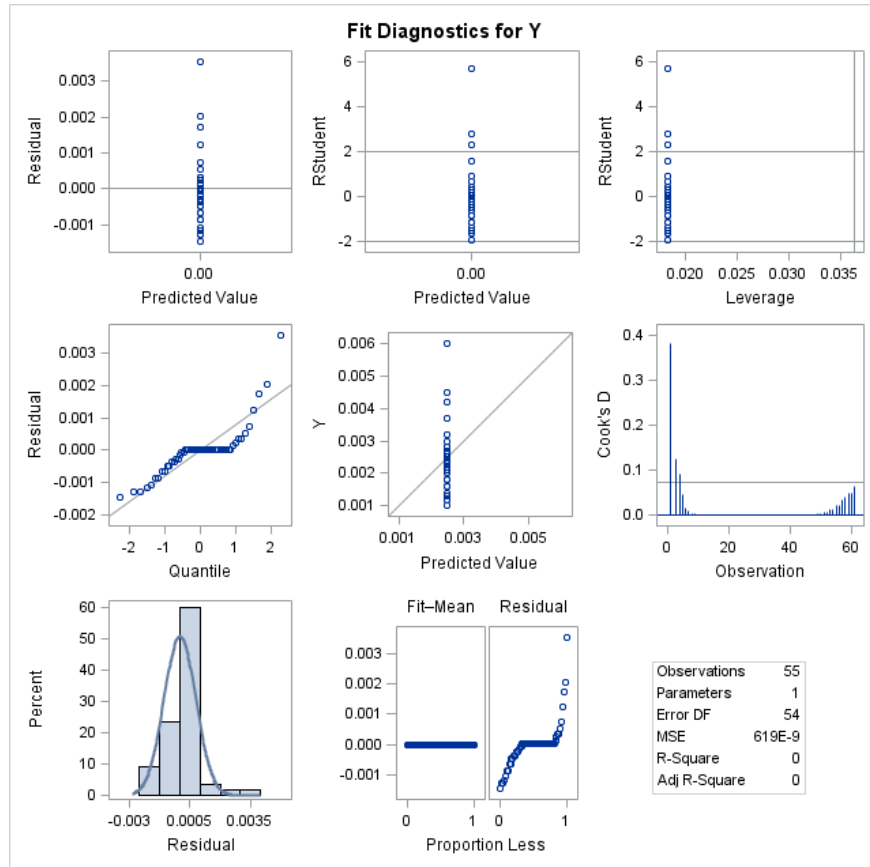 Fit Diagnostics for Y
Residual
0.003
0.002
0.001
0.000
-0.001
0.00
Predicted Value
RStudent
6
4
2
0
-2
0.00
Predicted Value
RStudent
6
4
2
0
-2
0.020 0.025 0.030 0.035
Leverage
Residual
0.003
0.002
0.001
0.000
-0.001
-0.002
-2 -1 0 1 2
Quantile
Y
0.006
0.005
0.004
0.003
0.002
0.001
0.001 0.003 0.005
Predicted Value
Cook's D
0.4
0.3
0.2
0.1
0.0
0 20 40 60
Observation
Percent
60
50
40
30
20
10
0
-0.003 0.0005 0.0035
Residual
Fit–Mean Residual
0.003
0.002
0.001
0.000
-0.001
0 1 0 1
Proportion Less
Observations 55
Parameters 1
Error DF 54
MSE 619E-9
R-Square 0
Adj R-Square 0